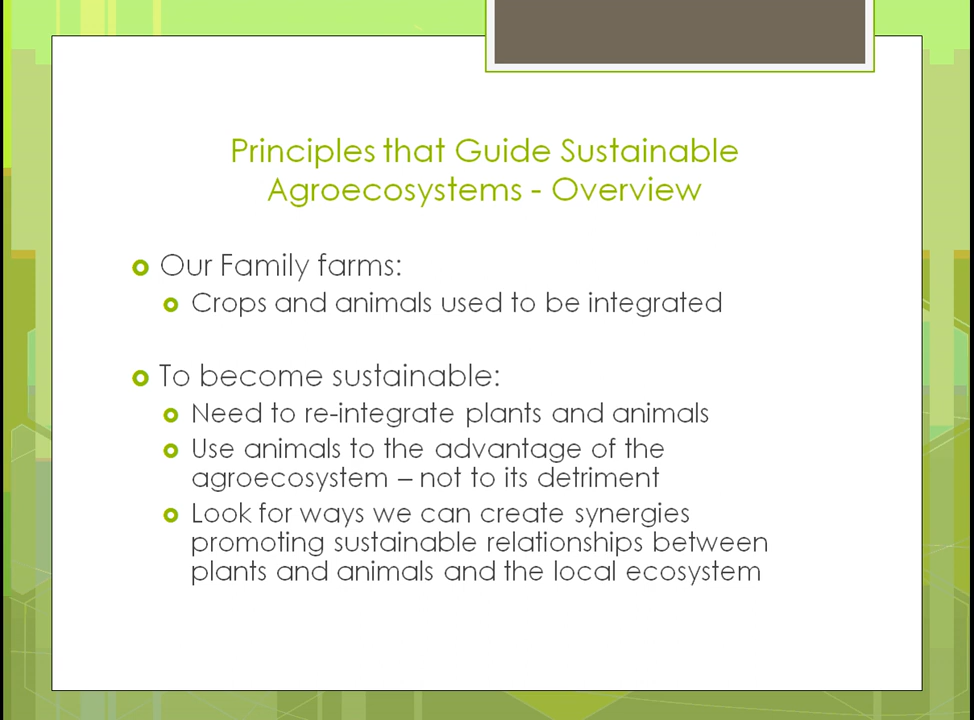 Principles that Guide Sustainable
Agroecosystems - Overview
Our Family farms:
Crops and animals used to be integrated
To become sustainable:
Need to re-integrate plants and animals
Use animals to the advantage of the
agroecosystem – not to its detriment
Look for ways we can create synergies
promoting sustainable relationships between
plants and animals and the local ecosystem